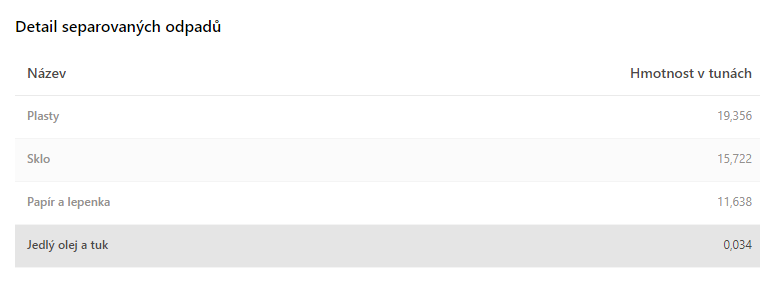 Detail separovaných odpadů
Název Hmotnost v tunách
Plasty 19,356
Sklo 15,722
Papír a lepenka 11,638
Jedlý olej a tuk 0,034